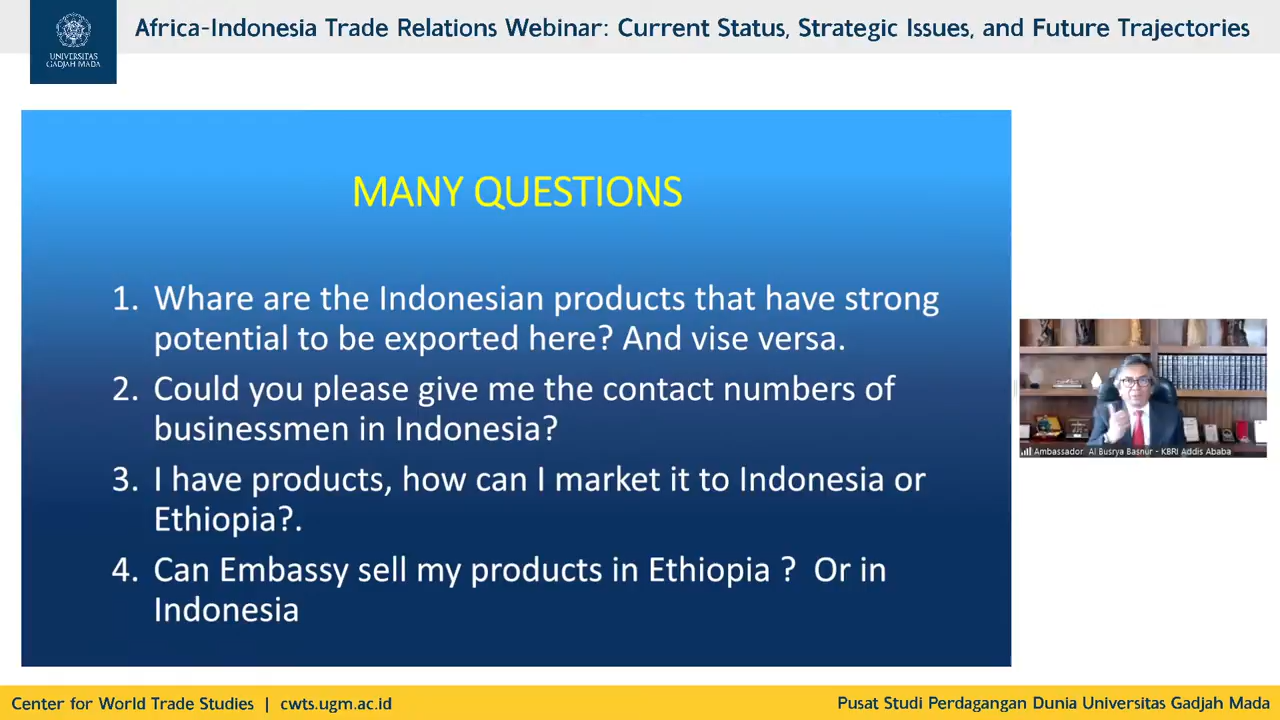 Africa-Indonesia Trade Relations Webinar: Current Status, Strategic Issues, and Future Trajectories
UNIVERSITAS
GADJAH MADA
MANY QUESTIONS
1. Whare are the Indonesian products that have strong
potential to be exported here? And vise versa.
2. Could you please give me the contact numbers of
businessmen in Indonesia?
3. I have products, how can I market it to Indonesia or
Ethiopia?.
4. Can Embassy sell my products in Ethiopia ? Or in
Indonesia
Ambassor Al Busyra Basnur - KBRI Addis Ababa
Center for World Trade Studies | cwts.ugm.ac.id
Pusat Studi Perdagangan Dunia Universitas Gadjah Mada